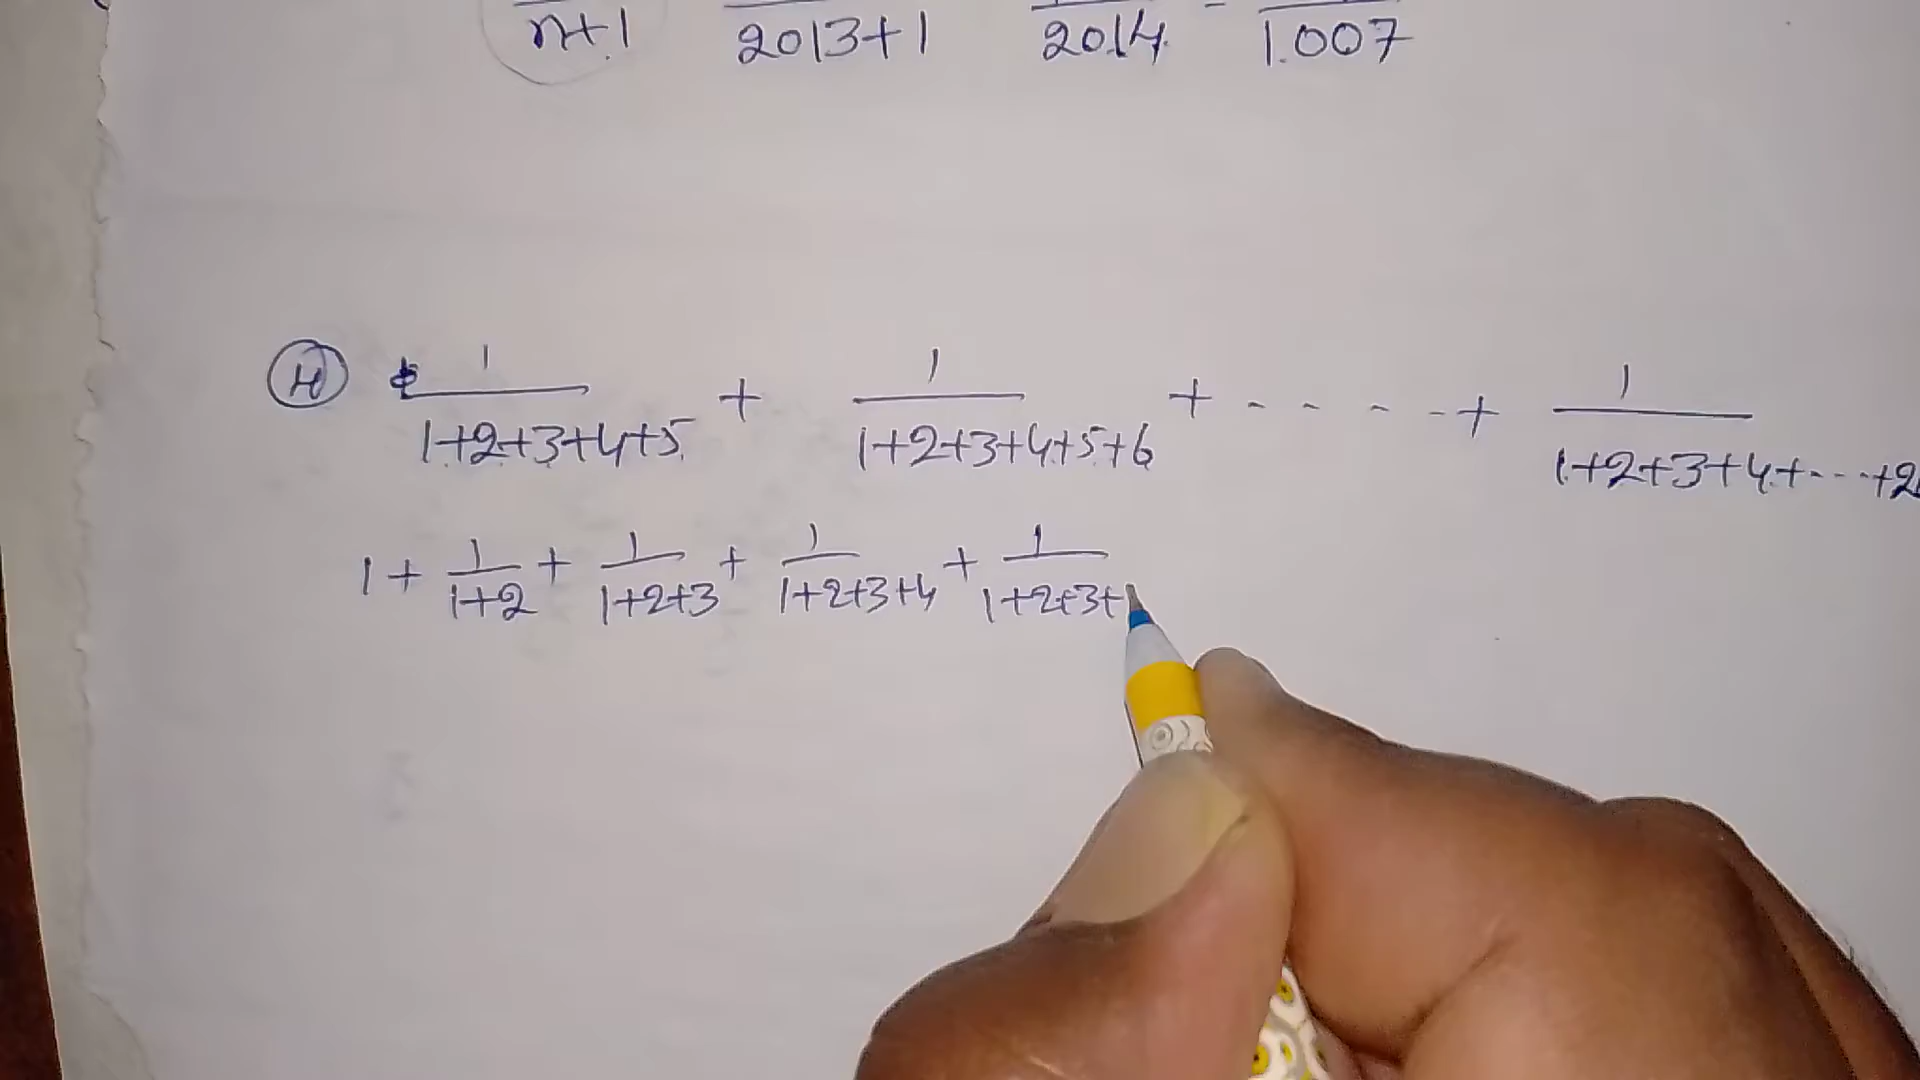 n+1 2013+1 2014 1007
(4) 1/(1+2+3+4+5) + 1/(1+2+3+4+5+6) + - - - - + 1/(1+2+3+4+---+2
1 + 1/(1+2) + 1/(1+2+3) + 1/(1+2+3+4) + 1/(1+2+3+